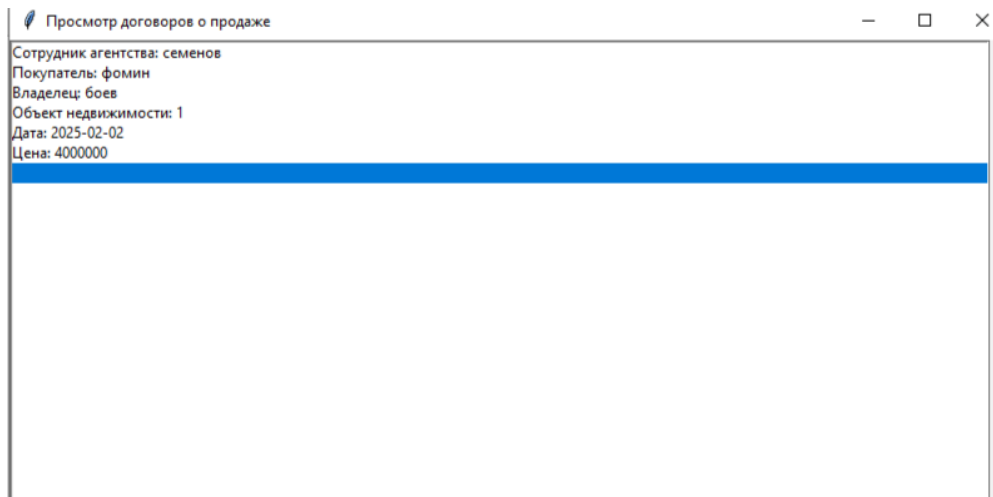 Просмотр договоров о продаже
Сотрудник агентства: семенов
Покупатель: фомин
Владелец: боев
Объект недвижимости: 1
Дата: 2025-02-02
Цена: 4000000